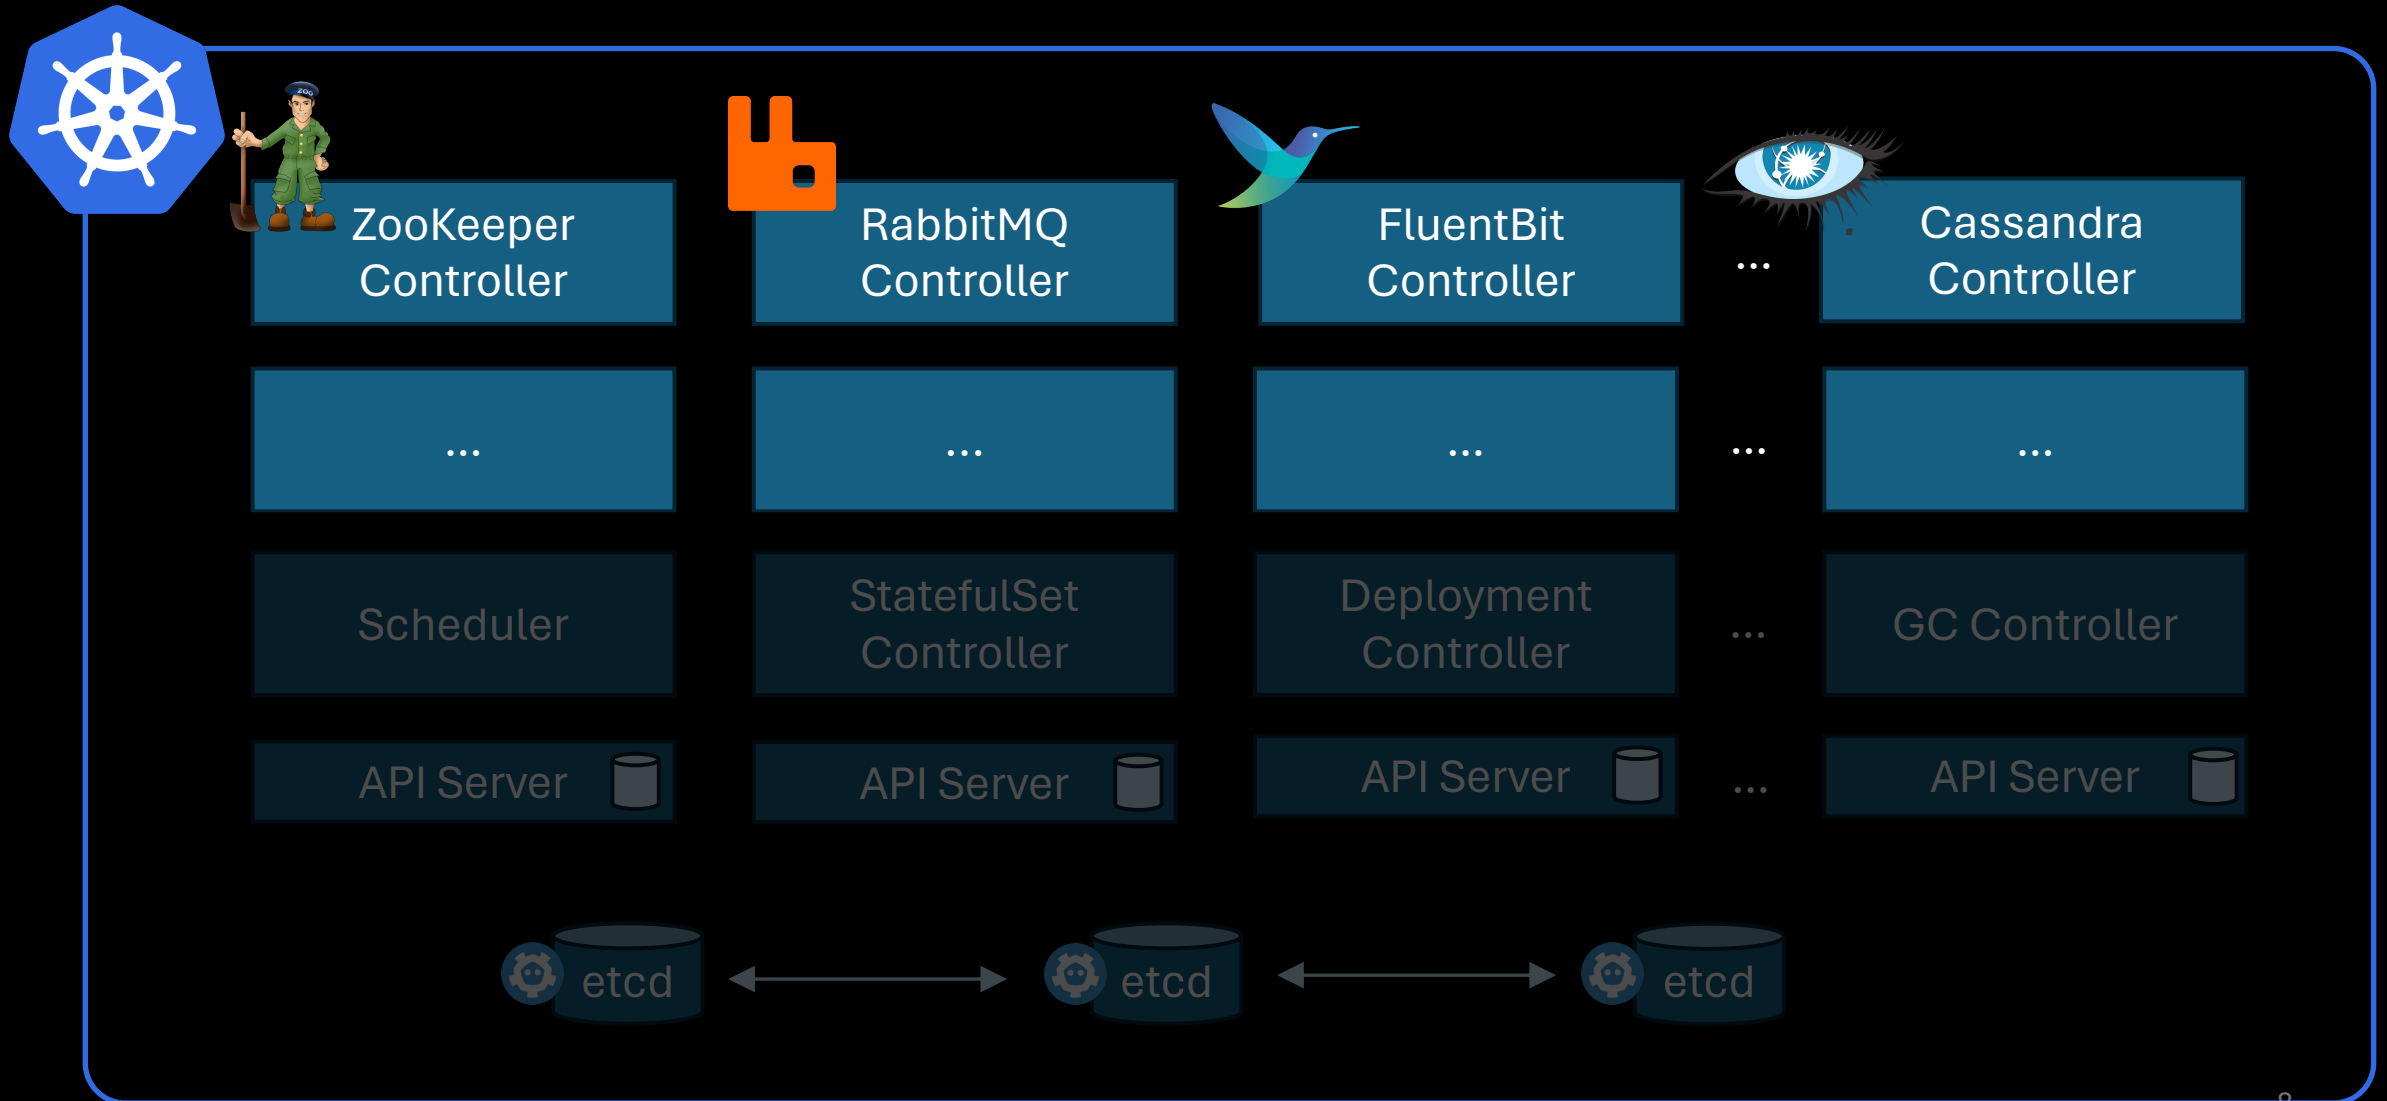 ZOO
ZooKeeper
Controller
RabbitMQ
Controller
FluentBit
Controller
...
Cassandra
Controller
...
...
...
...
...
Scheduler
StatefulSet
Controller
Deployment
Controller
...
GC Controller
API Server
API Server
API Server
...
API Server
etcd
etcd
etcd